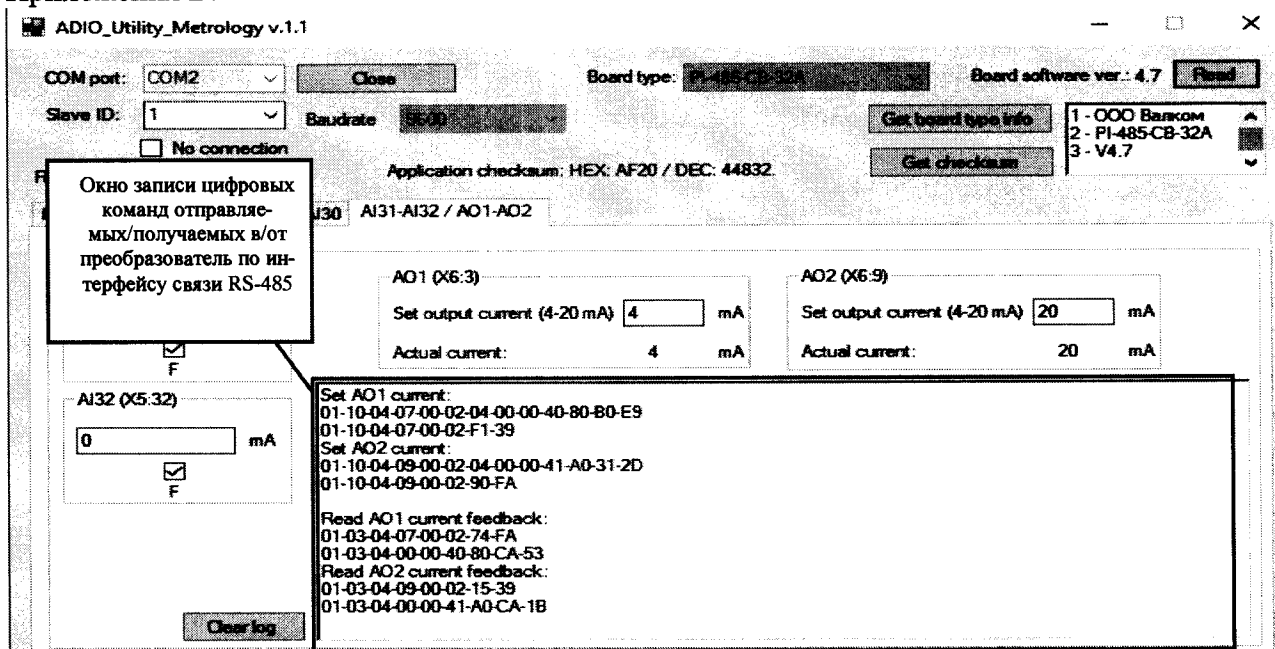 ADIO_Utility_Metrology v.1.1
COM port: COM2 Close Board type: PI-485-CB-32A Board software ver.: 4.7 Read
Slave ID: 1 Baudrate 9600 Get board type info
1 - ООО Валком
2 - PI-485-CB-32A
3 - V4.7
No connection
Application checksum: HEX: AF20 / DEC: 44832. Get checksum
Окно записи цифровых
команд отправляе-
мых/получаемых в/от
преобразователь по ин-
терфейсу связи RS-485
AI30 AI31-AI32 / AO1-AO2
AO1 (X6:3)
Set output current (4-20 mA) 4 mA
Actual current: 4 mA
AO2 (X6:9)
Set output current (4-20 mA) 20 mA
Actual current: 20 mA
F
AI32 (X5:32)
0 mA
F
Set AO1 current:
01-10-04-07-00-02-04-00-00-40-80-B0-E9
01-10-04-07-00-02-F1-39
Set AO2 current:
01-10-04-09-00-02-04-00-00-41-A0-31-2D
01-10-04-09-00-02-90-FA
Read AO1 current feedback:
01-03-04-07-00-02-74-FA
01-03-04-00-00-40-80-CA-53
Read AO2 current feedback:
01-03-04-09-00-02-15-39
01-03-04-00-00-41-A0-CA-1B
Clear log